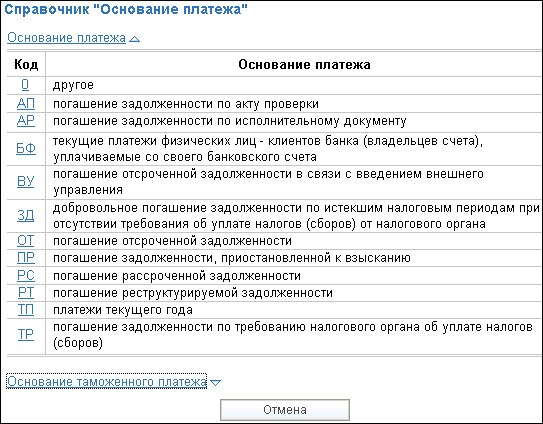 Справочник "Основание платежа"
Основание платежа
Код Основание платежа
0 другое
АП погашение задолженности по акту проверки
АР погашение задолженности по исполнительному документу
БФ текущие платежи физических лиц - клиентов банка (владельцев счета),
уплачиваемые со своего банковского счета
ВУ погашение отсроченной задолженности в связи с введением внешнего
управления
ЗД добровольное погашение задолженности по истекшим налоговым периодам при
отсутствии требования об уплате налогов (сборов) от налогового органа
ОТ погашение отсроченной задолженности
ПР погашение задолженности, приостановленной к взысканию
РС погашение рассроченной задолженности
РТ погашение реструктурируемой задолженности
ТП платежи текущего года
ТР погашение задолженности по требованию налогового органа об уплате налогов
(сборов)
Основание таможенного платежа
Отмена